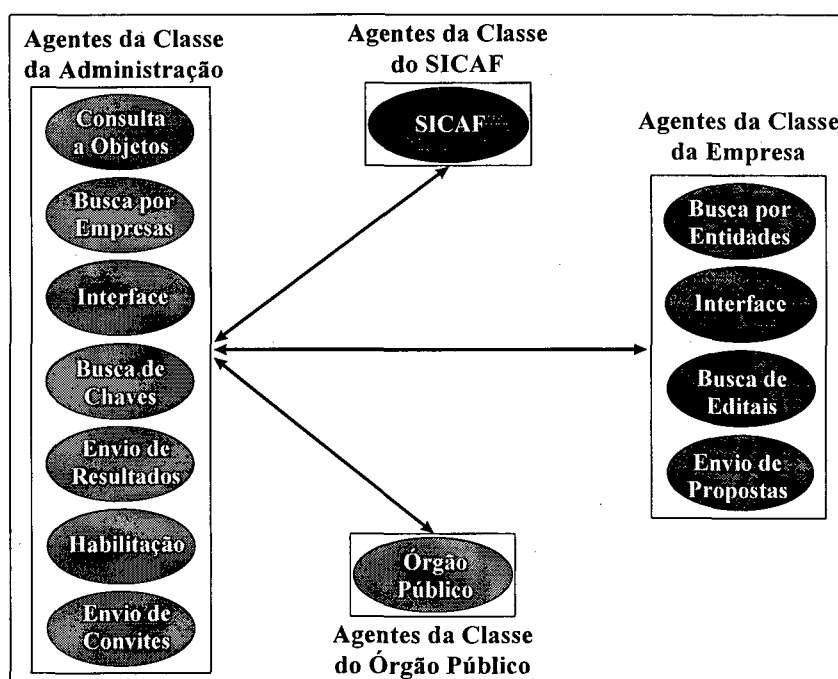 Agentes da Classe
da Administração
Consulta
a Objetos
Busca por
Empresas
Interface
Busca de
Chaves
Envio de
Resultados
Habilitação
Envio de
Convites
Agentes da Classe
do SICAF
SICAF
Agentes da Classe
da Empresa
Busca por
Entidades
Interface
Busca de
Editais
Envio de
Propostas
Órgão
Público
Agentes da Classe
do Órgão Público